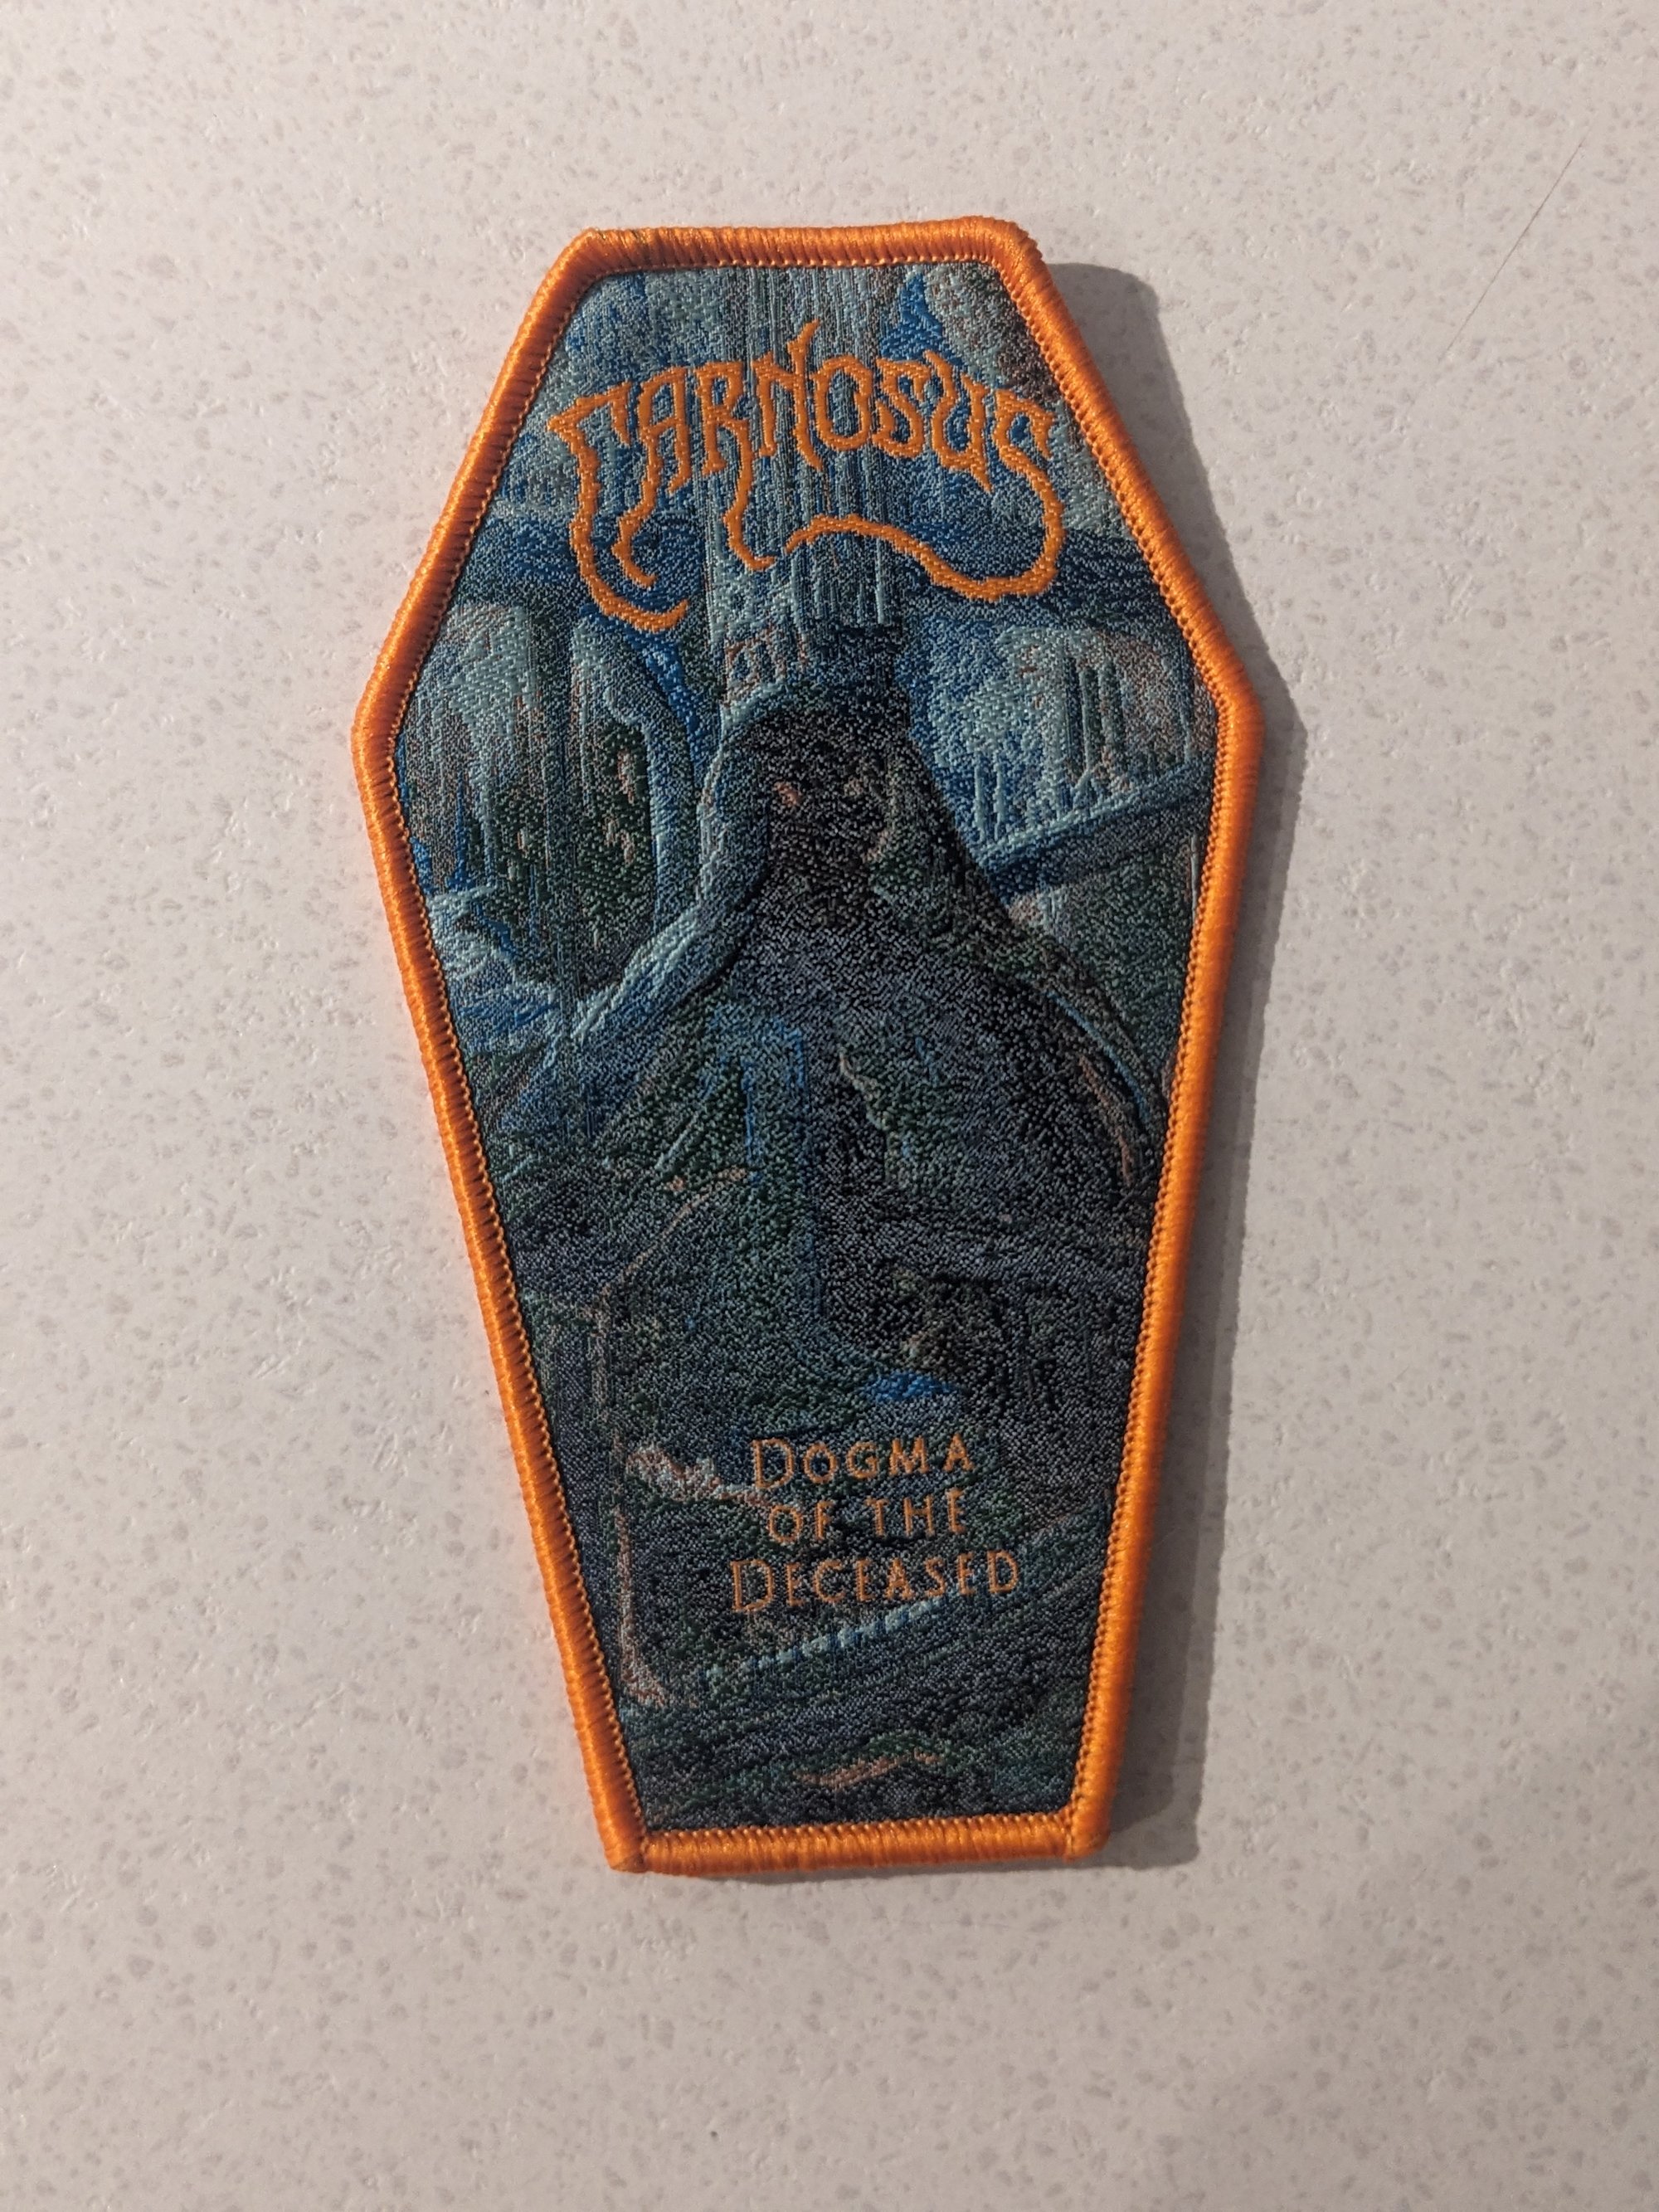 CARNOSUS
DOGMA
OF THE
DECEASED